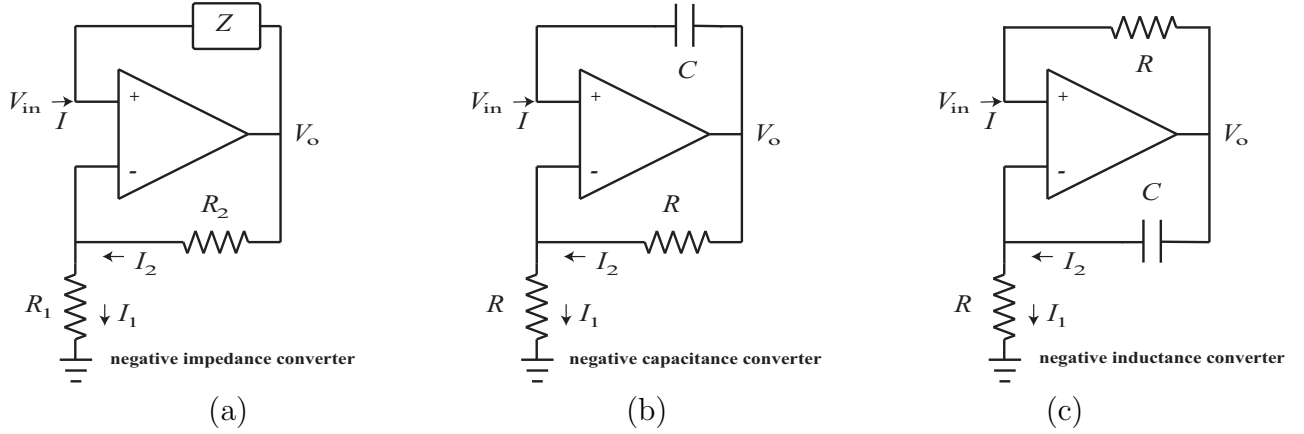 Z
V_in
I
+
-
V_o
R_2
I_2
R_1
I_1
negative impedance converter
(a)
C
V_in
I
+
-
V_o
R
I_2
R
I_1
negative capacitance converter
(b)
R
V_in
I
+
-
V_o
C
I_2
R
I_1
negative inductance converter
(c)